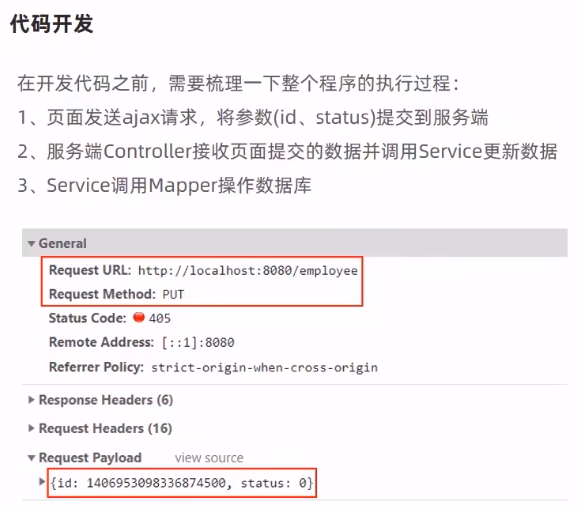 代码开发
在开发代码之前，需要梳理一下整个程序的执行过程：
1、页面发送ajax请求，将参数(id、status)提交到服务端
2、服务端Controller接收页面提交的数据并调用Service更新数据
3、Service调用Mapper操作数据库
General
Request URL: http://localhost:8080/employee
Request Method: PUT
Status Code: 405
Remote Address: [::1]:8080
Referrer Policy: strict-origin-when-cross-origin
Response Headers (6)
Request Headers (16)
Request Payload view source
{id: 1406953098336874500, status: 0}